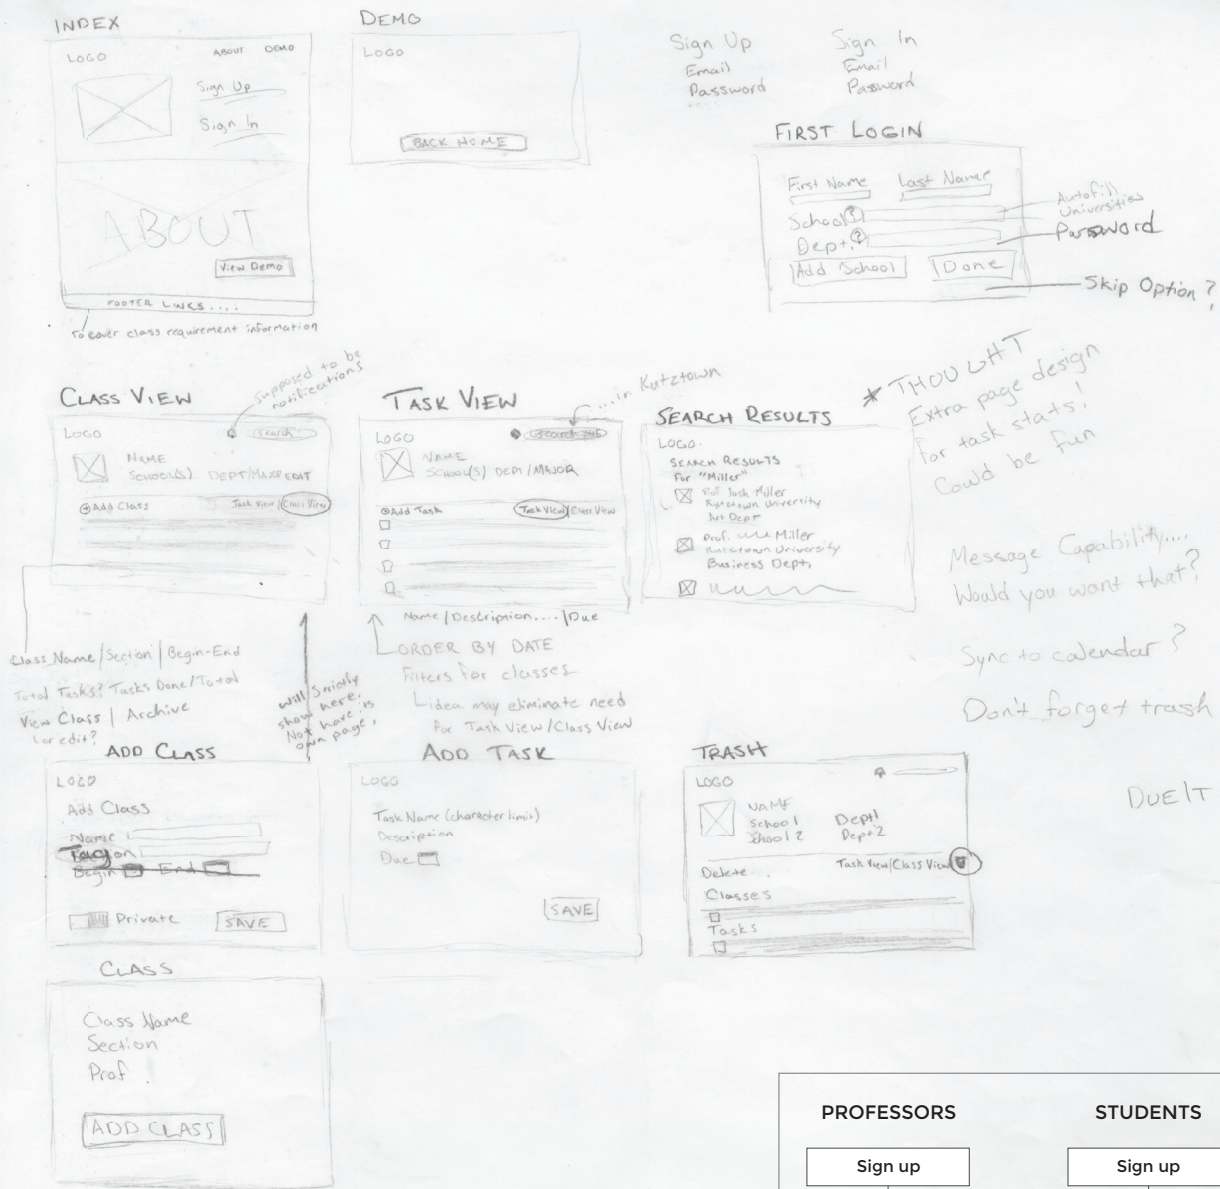 INDEX
LOGO ABOUT DEMO
Sign Up
Sign In
ABOUT
View Demo
FOOTER LINKS....
To cover class requirement information
DEMO
LOGO
BACK HOME
Sign Up
Email
Password
Sign In
Email
Password
FIRST LOGIN
First Name Last Name
School ?
Dept. ?
Add School Done
Autofill
Universities
Password
Skip Option?
CLASS VIEW
supposed to be
notifications
LOGO search
NAME
SCHOOL(S) DEPT/MAJOR EDIT
Add Class Task View/Class View
Class Name/Section/Begin-End
Total Tasks? Tasks Done/Total
View Class | Archive
or edit?
will strictly
show here.
Not have its
own page.
TASK VIEW
....in Kutztown
LOGO search
NAME
SCHOOL(S) DEPT/MAJOR
Add Task Task View/Class View
Name/Description..../Due
ORDER BY DATE
Filters for classes
idea may eliminate need
for Task View/Class View
SEARCH RESULTS
LOGO
SEARCH RESULTS
For "Miller"
Prof Josh Miller
Kutztown University
Art Dept
Prof. Miller
Kutztown University
Business Dept.
* THOUGHT
Extra page design
for task stats!
Could be fun
Message Capability....
Would you want that?
Sync to calendar?
Don't forget trash
DUEIT
ADD CLASS
LOGO
Add Class
Name
Tag
Begin End
Private SAVE
ADD TASK
LOGO
Task Name (character limit)
Description
Due
SAVE
TRASH
LOGO
NAME
School 1 Dept 1
School 2 Dept 2
Delete Task View/Class View
Classes
Tasks
CLASS
Class Name
Section
Prof.
ADD CLASS
PROFESSORS STUDENTS
Sign up Sign up